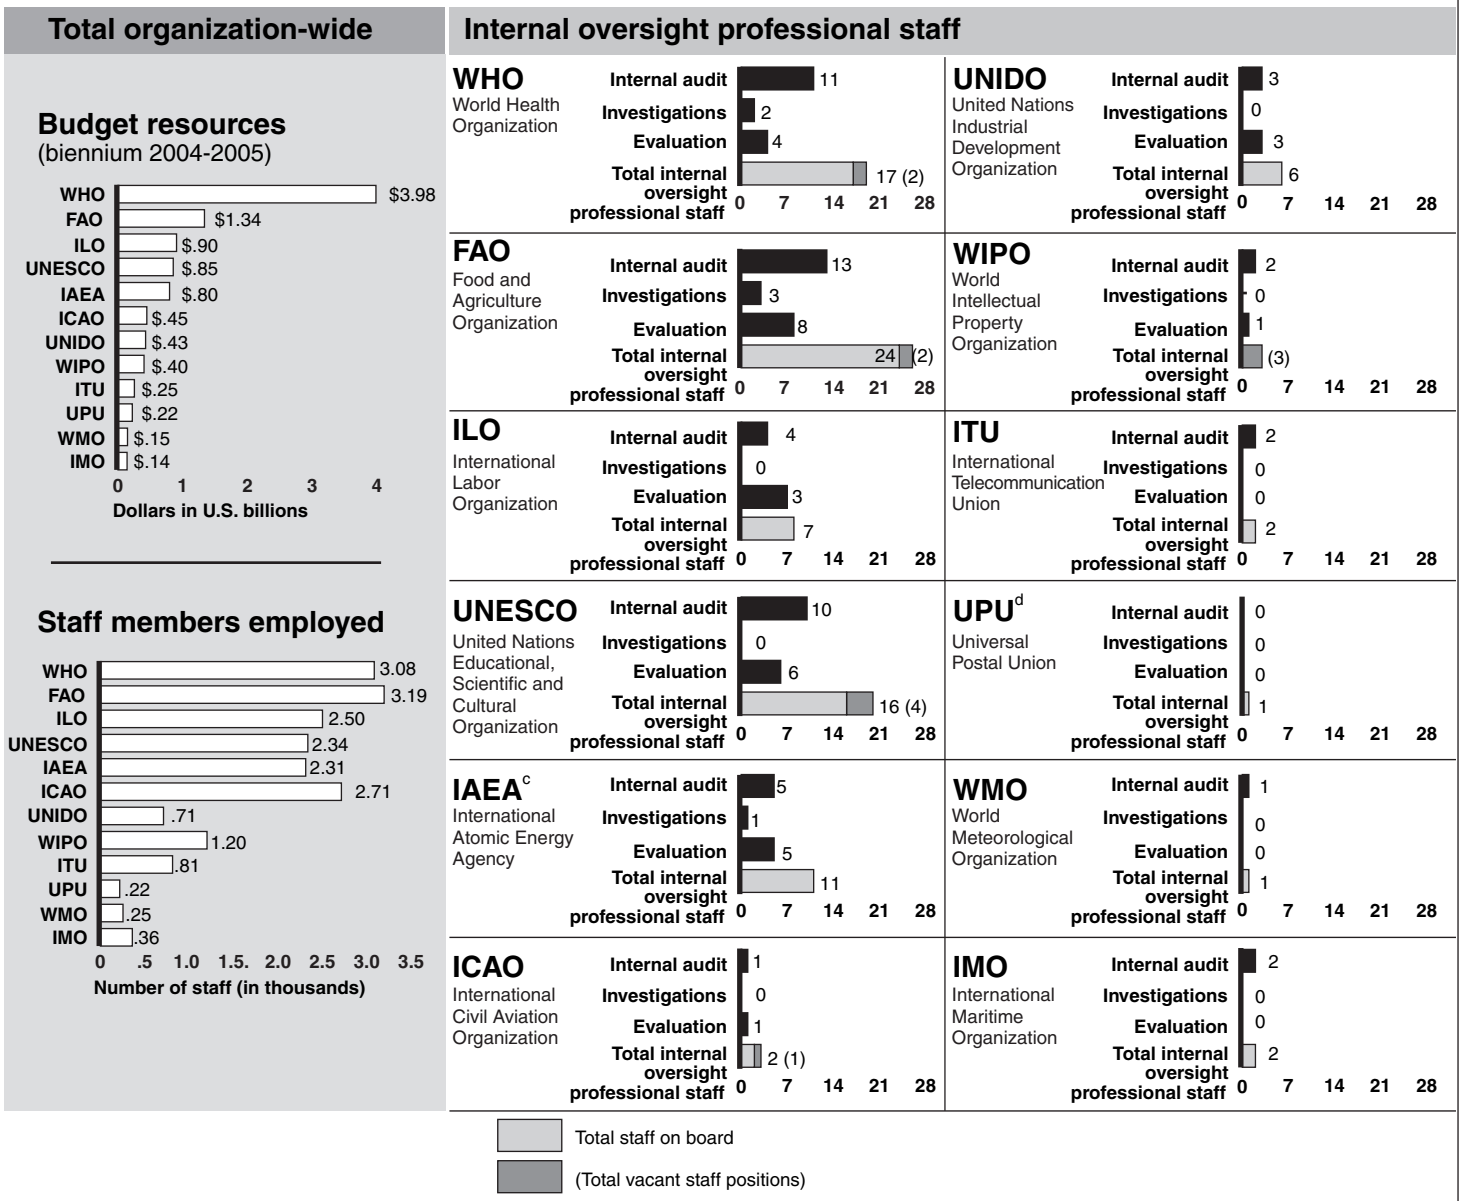 Total organization-wide
Budget resources
(biennium 2004-2005)
WHO $3.98
FAO $1.34
ILO $.90
UNESCO $.85
IAEA $.80
ICAO $.45
UNIDO $.43
WIPO $.40
ITU $.25
UPU $.22
WMO $.15
IMO $.14
0 1 2 3 4
Dollars in U.S. billions
Staff members employed
WHO 3.08
FAO 3.19
ILO 2.50
UNESCO 2.34
IAEA 2.31
ICAO 2.71
UNIDO .71
WIPO 1.20
ITU .81
UPU .22
WMO .25
IMO .36
0 .5 1.0 1.5. 2.0 2.5 3.0 3.5
Number of staff (in thousands)
Internal oversight professional staff
WHO
World Health
Organization
Internal audit 11
Investigations 2
Evaluation 4
Total internal 17 (2)
oversight
professional staff 0 7 14 21 28
FAO
Food and
Agriculture
Organization
Internal audit 13
Investigations 3
Evaluation 8
Total internal 24 (2)
oversight
professional staff 0 7 14 21 28
ILO
International
Labor
Organization
Internal audit 4
Investigations 0
Evaluation 3
Total internal 7
oversight
professional staff 0 7 14 21 28
UNESCO
United Nations
Educational,
Scientific and
Cultural
Organization
Internal audit 10
Investigations 0
Evaluation 6
Total internal 16 (4)
oversight
professional staff 0 7 14 21 28
IAEAc
International
Atomic Energy
Agency
Internal audit 5
Investigations 1
Evaluation 5
Total internal 11
oversight
professional staff 0 7 14 21 28
ICAO
International
Civil Aviation
Organization
Internal audit 1
Investigations 0
Evaluation 1
Total internal 2 (1)
oversight
professional staff 0 7 14 21 28
UNIDO
United Nations
Industrial
Development
Organization
Internal audit 3
Investigations 0
Evaluation 3
Total internal 6
oversight
professional staff 0 7 14 21 28
WIPO
World
Intellectual
Property
Organization
Internal audit 2
Investigations 0
Evaluation 1
Total internal (3)
oversight
professional staff 0 7 14 21 28
ITU
International
Telecommunication
Union
Internal audit 2
Investigations 0
Evaluation 0
Total internal 2
oversight
professional staff 0 7 14 21 28
UPUd
Universal
Postal Union
Internal audit 0
Investigations 0
Evaluation 0
Total internal 1
oversight
professional staff 0 7 14 21 28
WMO
World
Meteorological
Organization
Internal audit 1
Investigations 0
Evaluation 0
Total internal 1
oversight
professional staff 0 7 14 21 28
IMO
International
Maritime
Organization
Internal audit 2
Investigations 0
Evaluation 0
Total internal 2
oversight
professional staff 0 7 14 21 28
Total staff on board
(Total vacant staff positions)